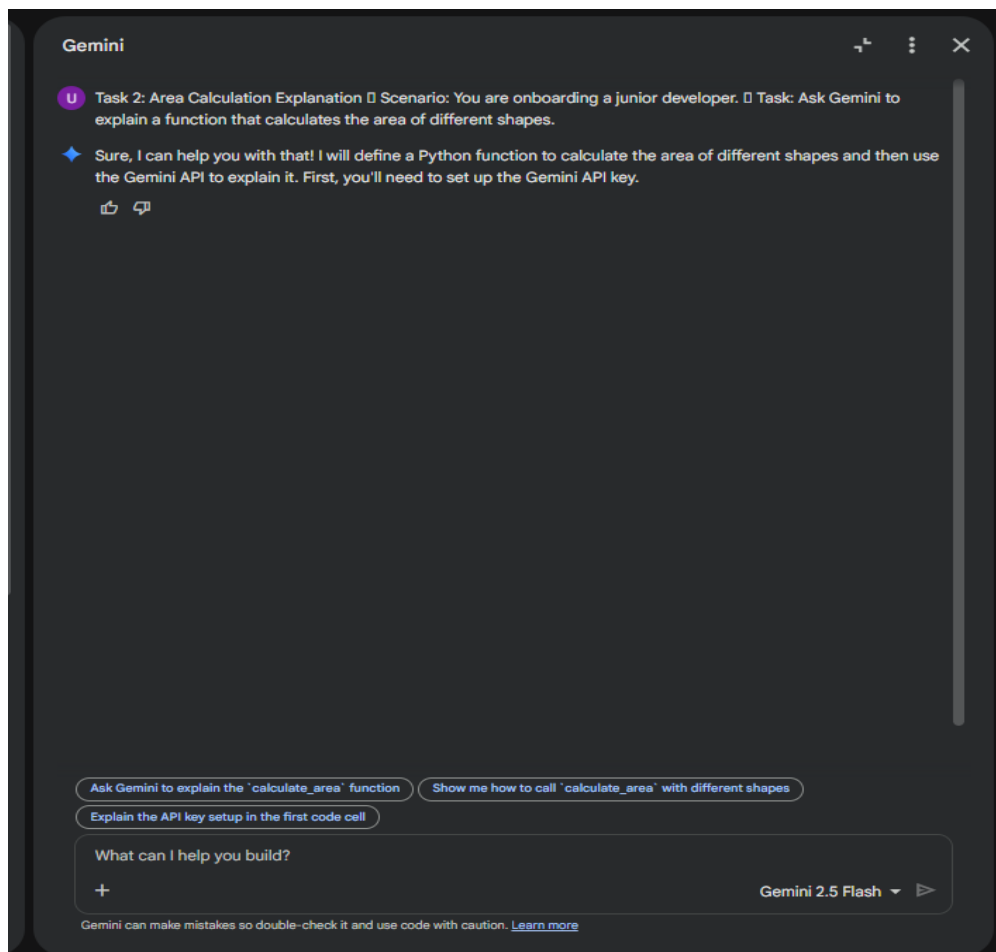 Gemini
U Task 2: Area Calculation Explanation ▯ Scenario: You are onboarding a junior developer. ▯ Task: Ask Gemini to
explain a function that calculates the area of different shapes.
Sure, I can help you with that! I will define a Python function to calculate the area of different shapes and then use
the Gemini API to explain it. First, you'll need to set up the Gemini API key.
Ask Gemini to explain the `calculate_area` function
Show me how to call `calculate_area` with different shapes
Explain the API key setup in the first code cell
What can I help you build?
Gemini 2.5 Flash
Gemini can make mistakes so double-check it and use code with caution. Learn more